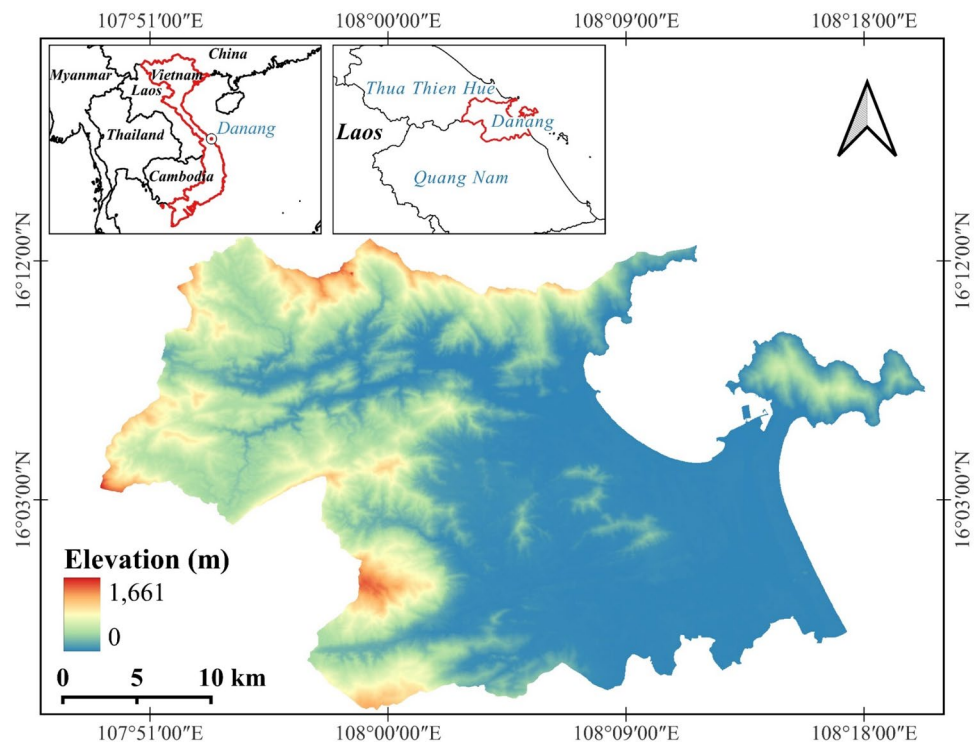 107°51′00″E
108°00′00″E
108°09′00″E
108°18′00″E
China
Myanmar
Vietnam
Laos
Thailand
Danang
Cambodia
Thua Thien Hue
Laos
Danang
Quang Nam
16°12′00″N
16°12′00″N
16°03′00″N
16°03′00″N
Elevation (m)
1,661
0
0 5 10 km
107°51′00″E
108°00′00″E
108°09′00″E
108°18′00″E